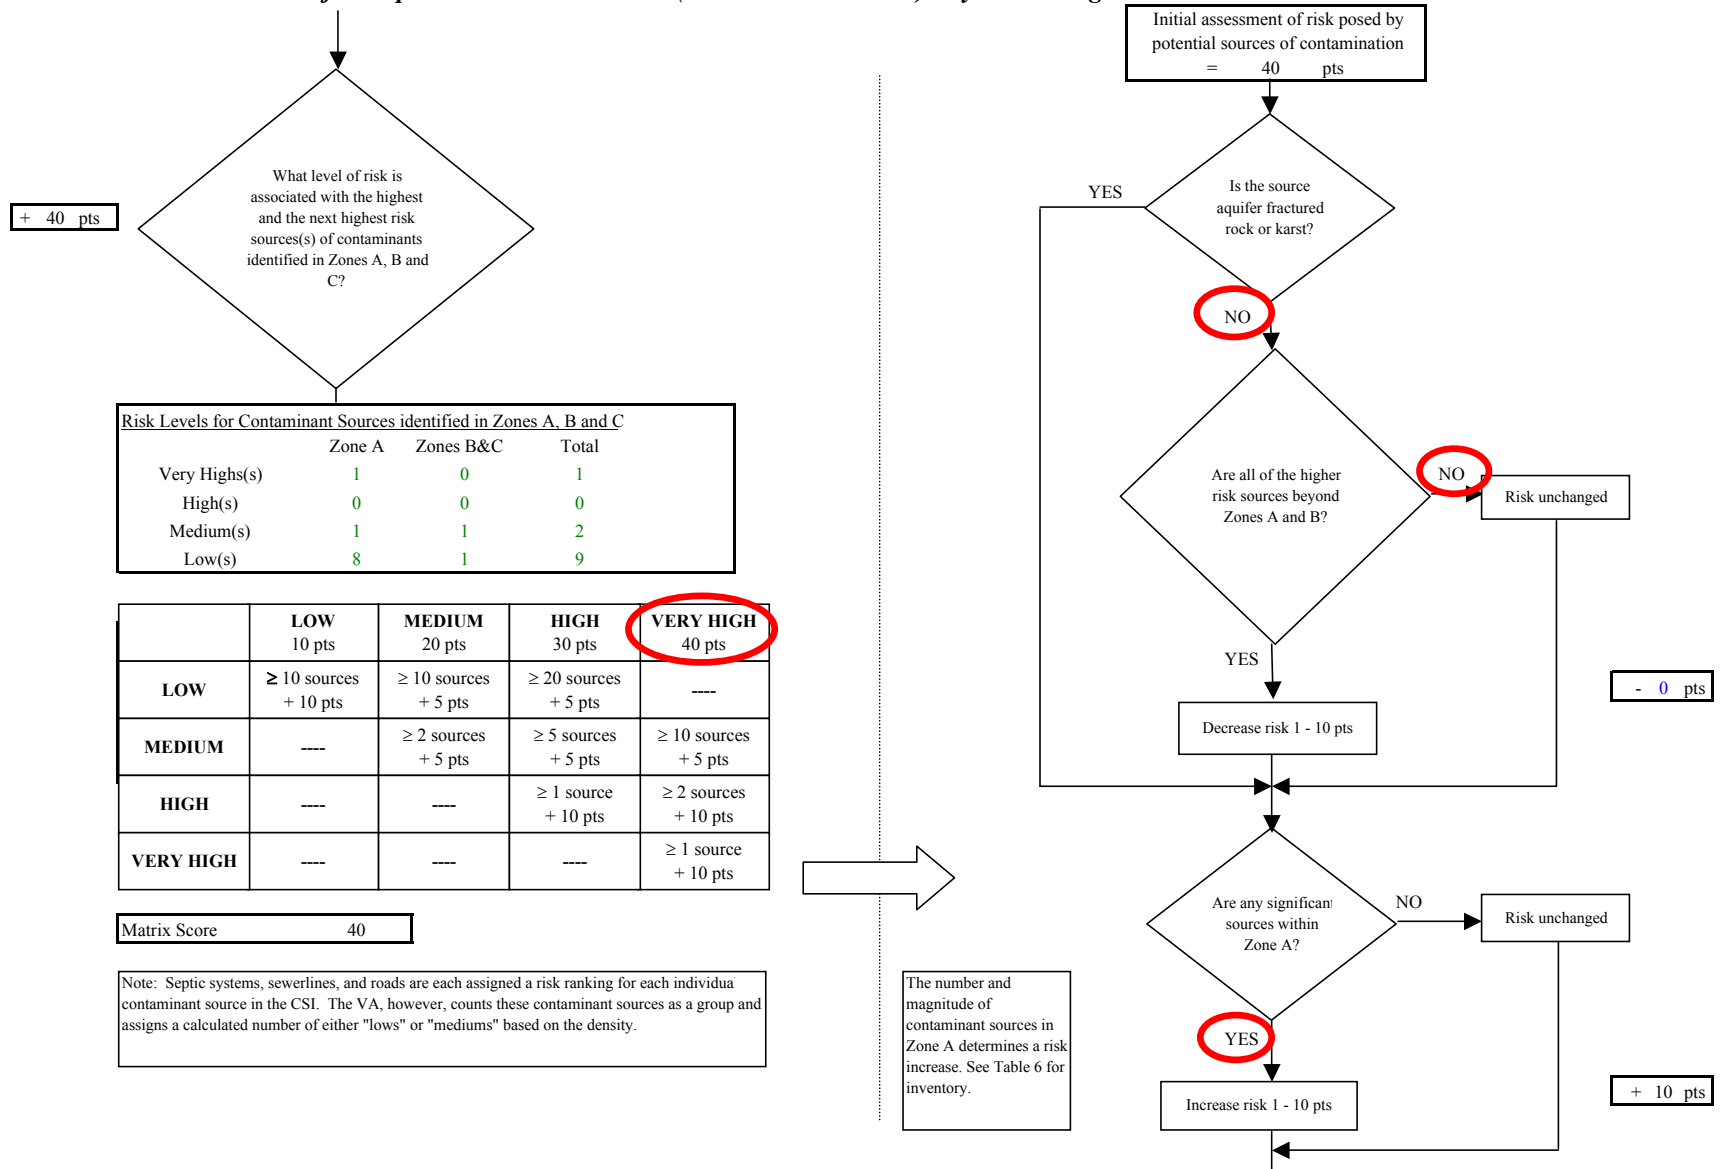 What level of risk is
associated with the highest
and the next highest risk
sources(s) of contaminants
identified in Zones A, B and
C?
+ 40 pts
Risk Levels for Contaminant Sources identified in Zones A, B and C
Zone A Zones B&C Total
Very Highs(s) 1 0 1
High(s) 0 0 0
Medium(s) 1 1 2
Low(s) 8 1 9
LOW MEDIUM HIGH VERY HIGH
10 pts 20 pts 30 pts 40 pts
LOW ≥ 10 sources ≥ 10 sources ≥ 20 sources ----
+ 10 pts + 5 pts + 5 pts
MEDIUM ---- ≥ 2 sources ≥ 5 sources ≥ 10 sources
+ 5 pts + 5 pts + 5 pts
HIGH ---- ---- ≥ 1 source ≥ 2 sources
+ 10 pts + 10 pts
VERY HIGH ---- ---- ---- ≥ 1 source
+ 10 pts
Matrix Score 40
Note: Septic systems, sewerlines, and roads are each assigned a risk ranking for each individua
contaminant source in the CSI. The VA, however, counts these contaminant sources as a group and
assigns a calculated number of either "lows" or "mediums" based on the density.
Initial assessment of risk posed by
potential sources of contamination
= 40 pts
Is the source
aquifer fractured
rock or karst?
YES
NO
Are all of the higher
risk sources beyond
Zones A and B?
NO
Risk unchanged
YES
- 0 pts
Decrease risk 1 - 10 pts
Are any significant
sources within
Zone A?
NO
Risk unchanged
The number and
magnitude of
contaminant sources in
Zone A determines a risk
increase. See Table 6 for
inventory.
YES
+ 10 pts
Increase risk 1 - 10 pts